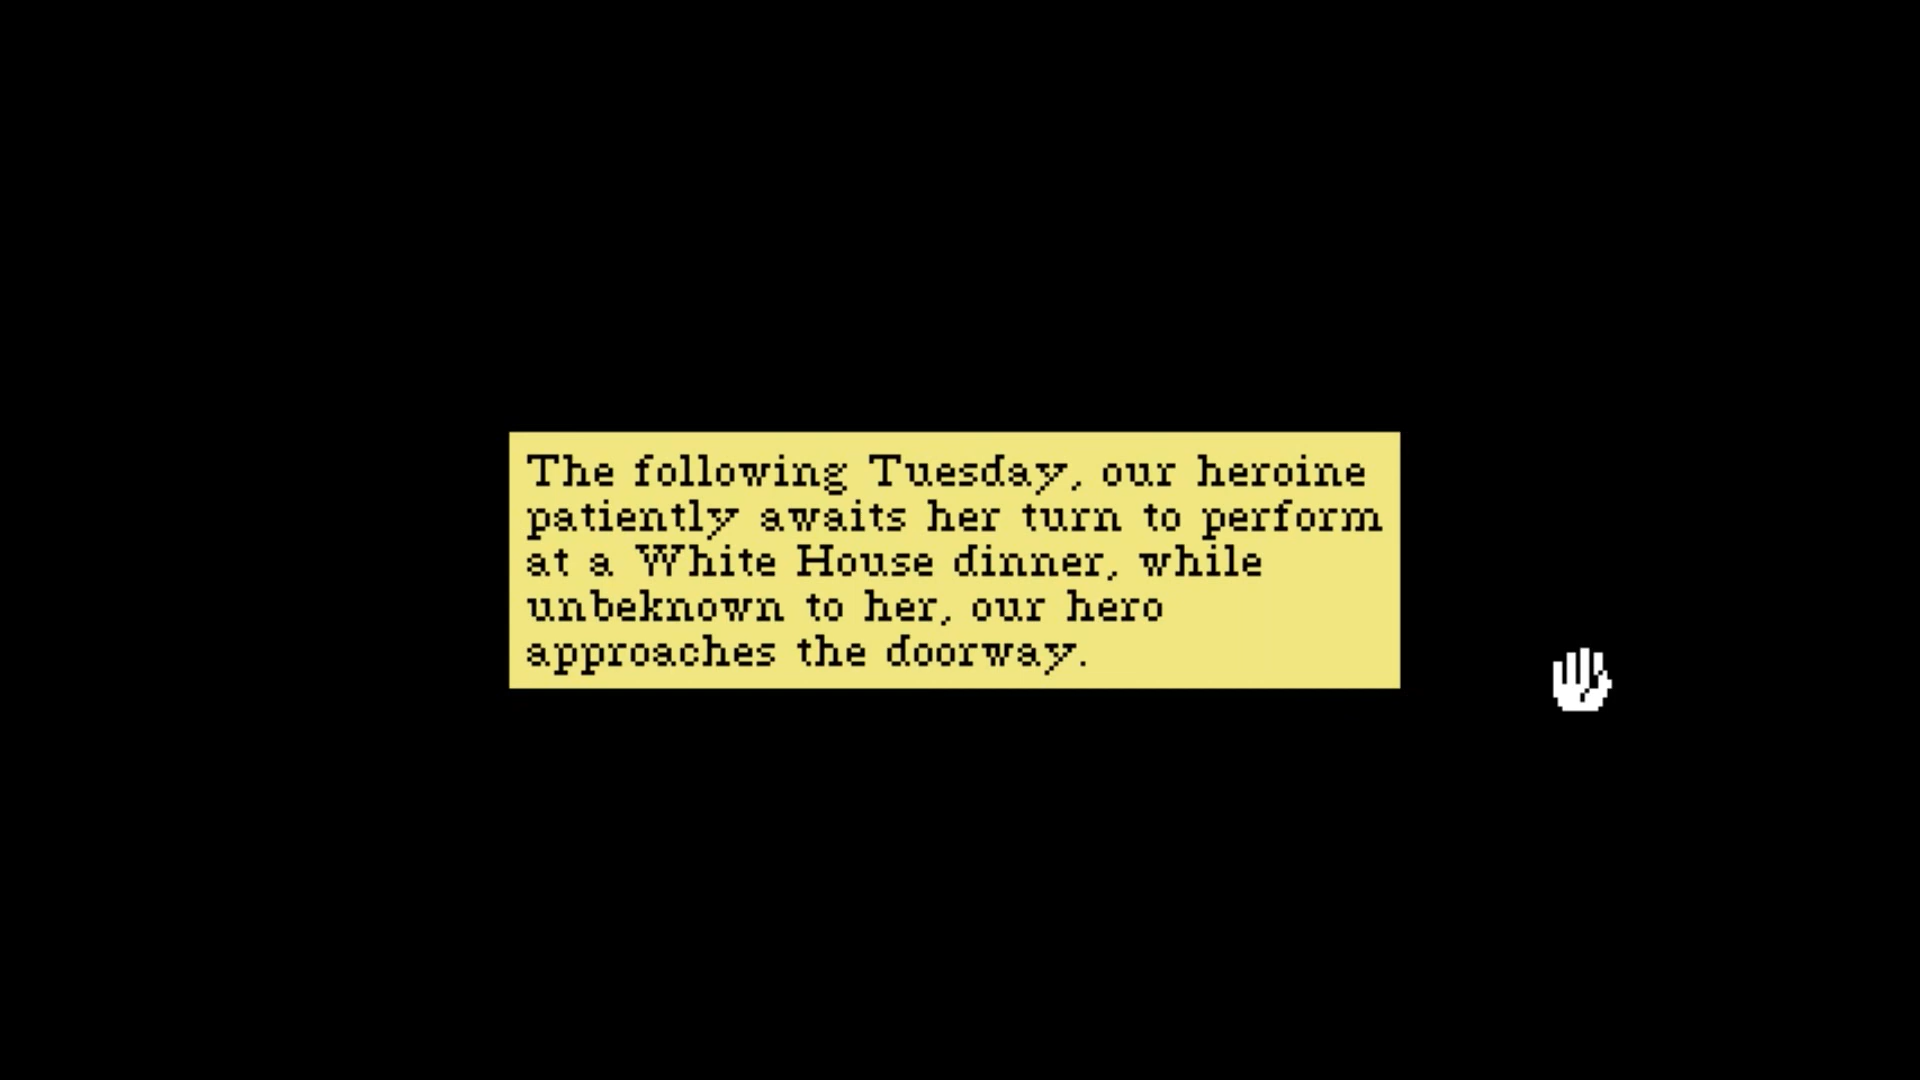 The following Tuesday, our heroine
patiently awaits her turn to perform
at a White House dinner, while
unbeknown to her, our hero
approaches the doorway.